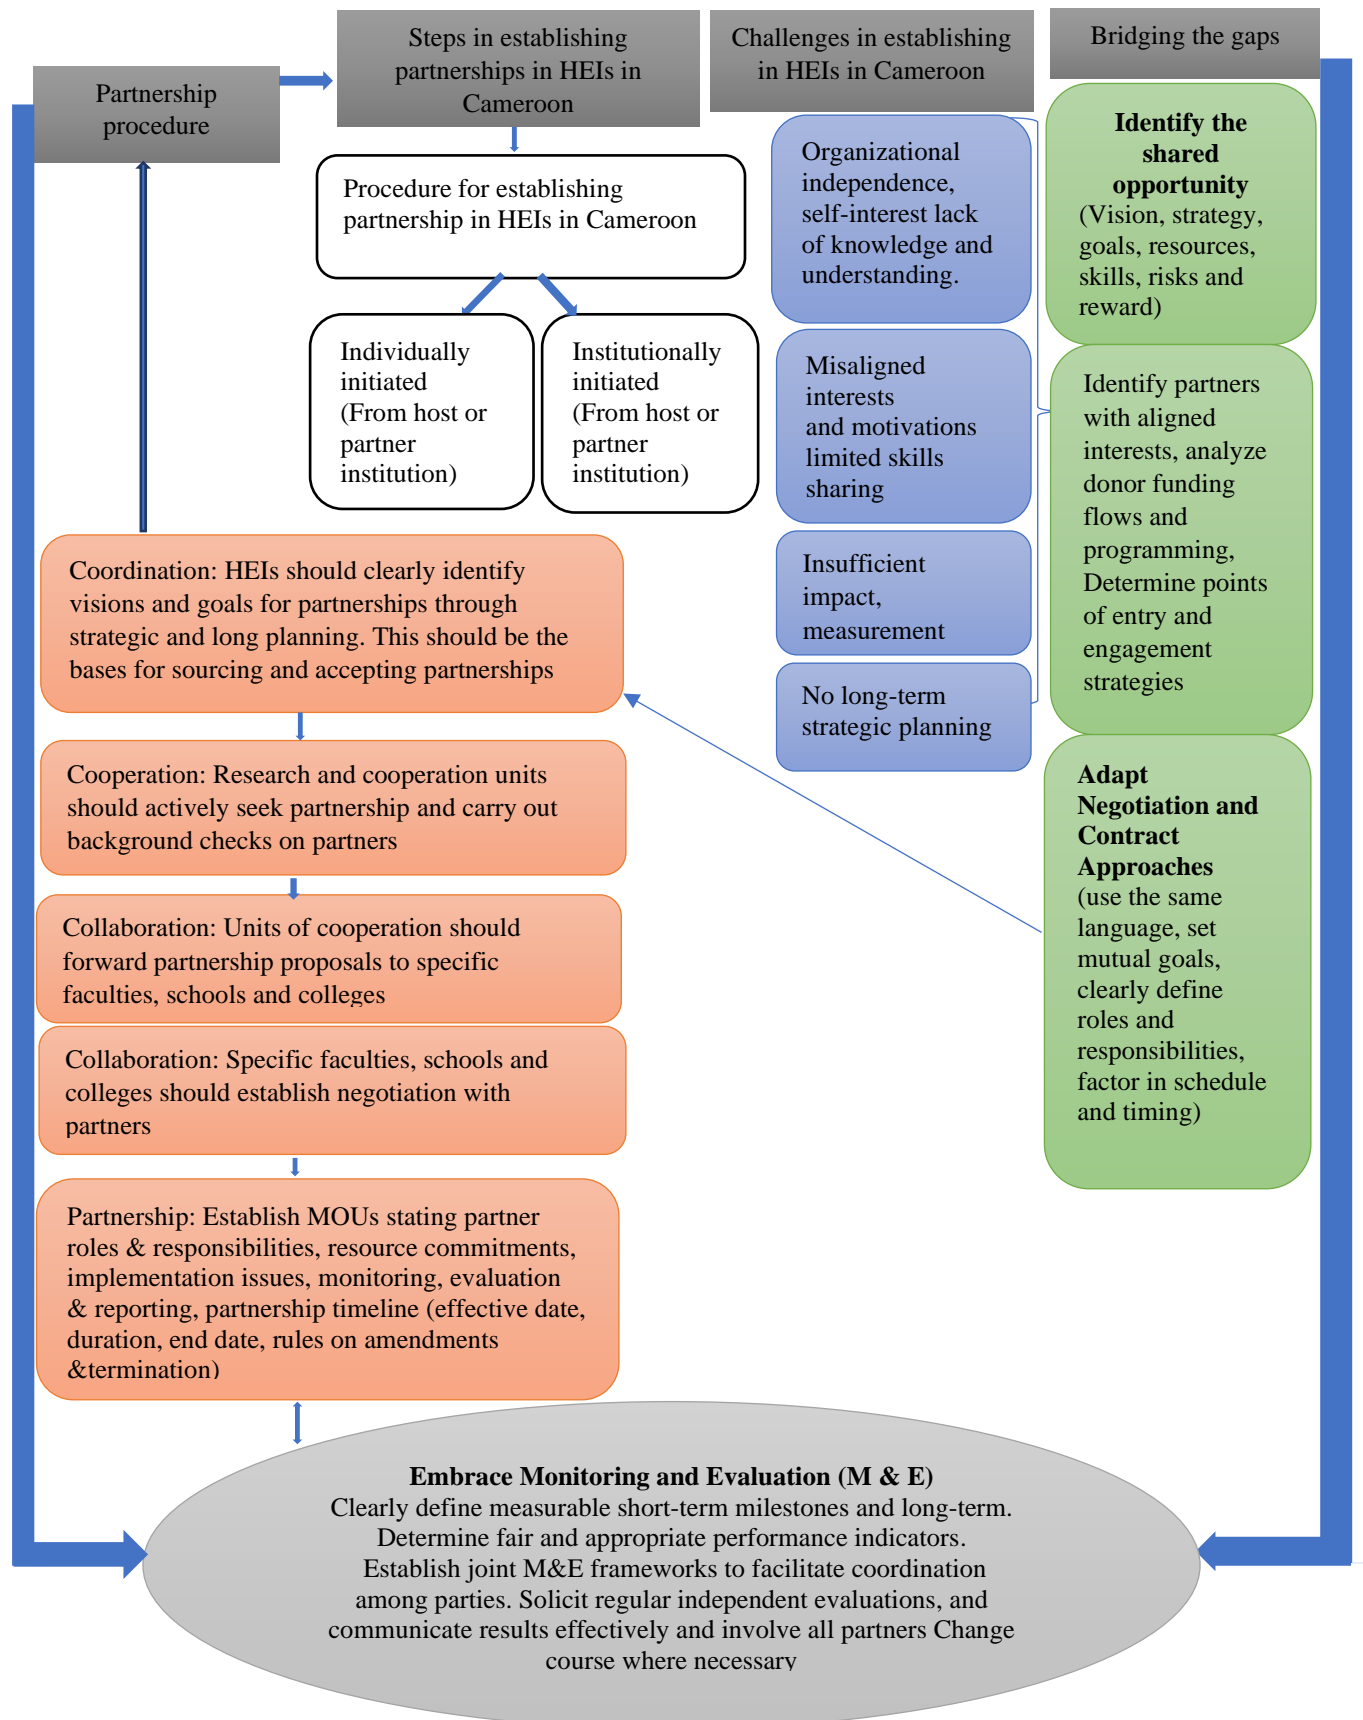 Partnership
procedure
Steps in establishing
partnerships in HEIs in
Cameroon
Challenges in establishing
in HEIs in Cameroon
Bridging the gaps
Procedure for establishing
partnership in HEIs in Cameroon
Individually
initiated
(From host or
partner
institution)
Institutionally
initiated
(From host or
partner
institution)
Organizational
independence,
self-interest lack
of knowledge and
understanding.
Misaligned
interests
and motivations
limited skills
sharing
Insufficient
impact,
measurement
No long-term
strategic planning
Identify the
shared
opportunity
(Vision, strategy,
goals, resources,
skills, risks and
reward)
Identify partners
with aligned
interests, analyze
donor funding
flows and
programming,
Determine points
of entry and
engagement
strategies
Adapt
Negotiation and
Contract
Approaches
(use the same
language, set
mutual goals,
clearly define
roles and
responsibilities,
factor in schedule
and timing)
Coordination: HEIs should clearly identify
visions and goals for partnerships through
strategic and long planning. This should be the
bases for sourcing and accepting partnerships
Cooperation: Research and cooperation units
should actively seek partnership and carry out
background checks on partners
Collaboration: Units of cooperation should
forward partnership proposals to specific
faculties, schools and colleges
Collaboration: Specific faculties, schools and
colleges should establish negotiation with
partners
Partnership: Establish MOUs stating partner
roles & responsibilities, resource commitments,
implementation issues, monitoring, evaluation
& reporting, partnership timeline (effective date,
duration, end date, rules on amendments
&termination)
Embrace Monitoring and Evaluation (M & E)
Clearly define measurable short-term milestones and long-term.
Determine fair and appropriate performance indicators.
Establish joint M&E frameworks to facilitate coordination
among parties. Solicit regular independent evaluations, and
communicate results effectively and involve all partners Change
course where necessary